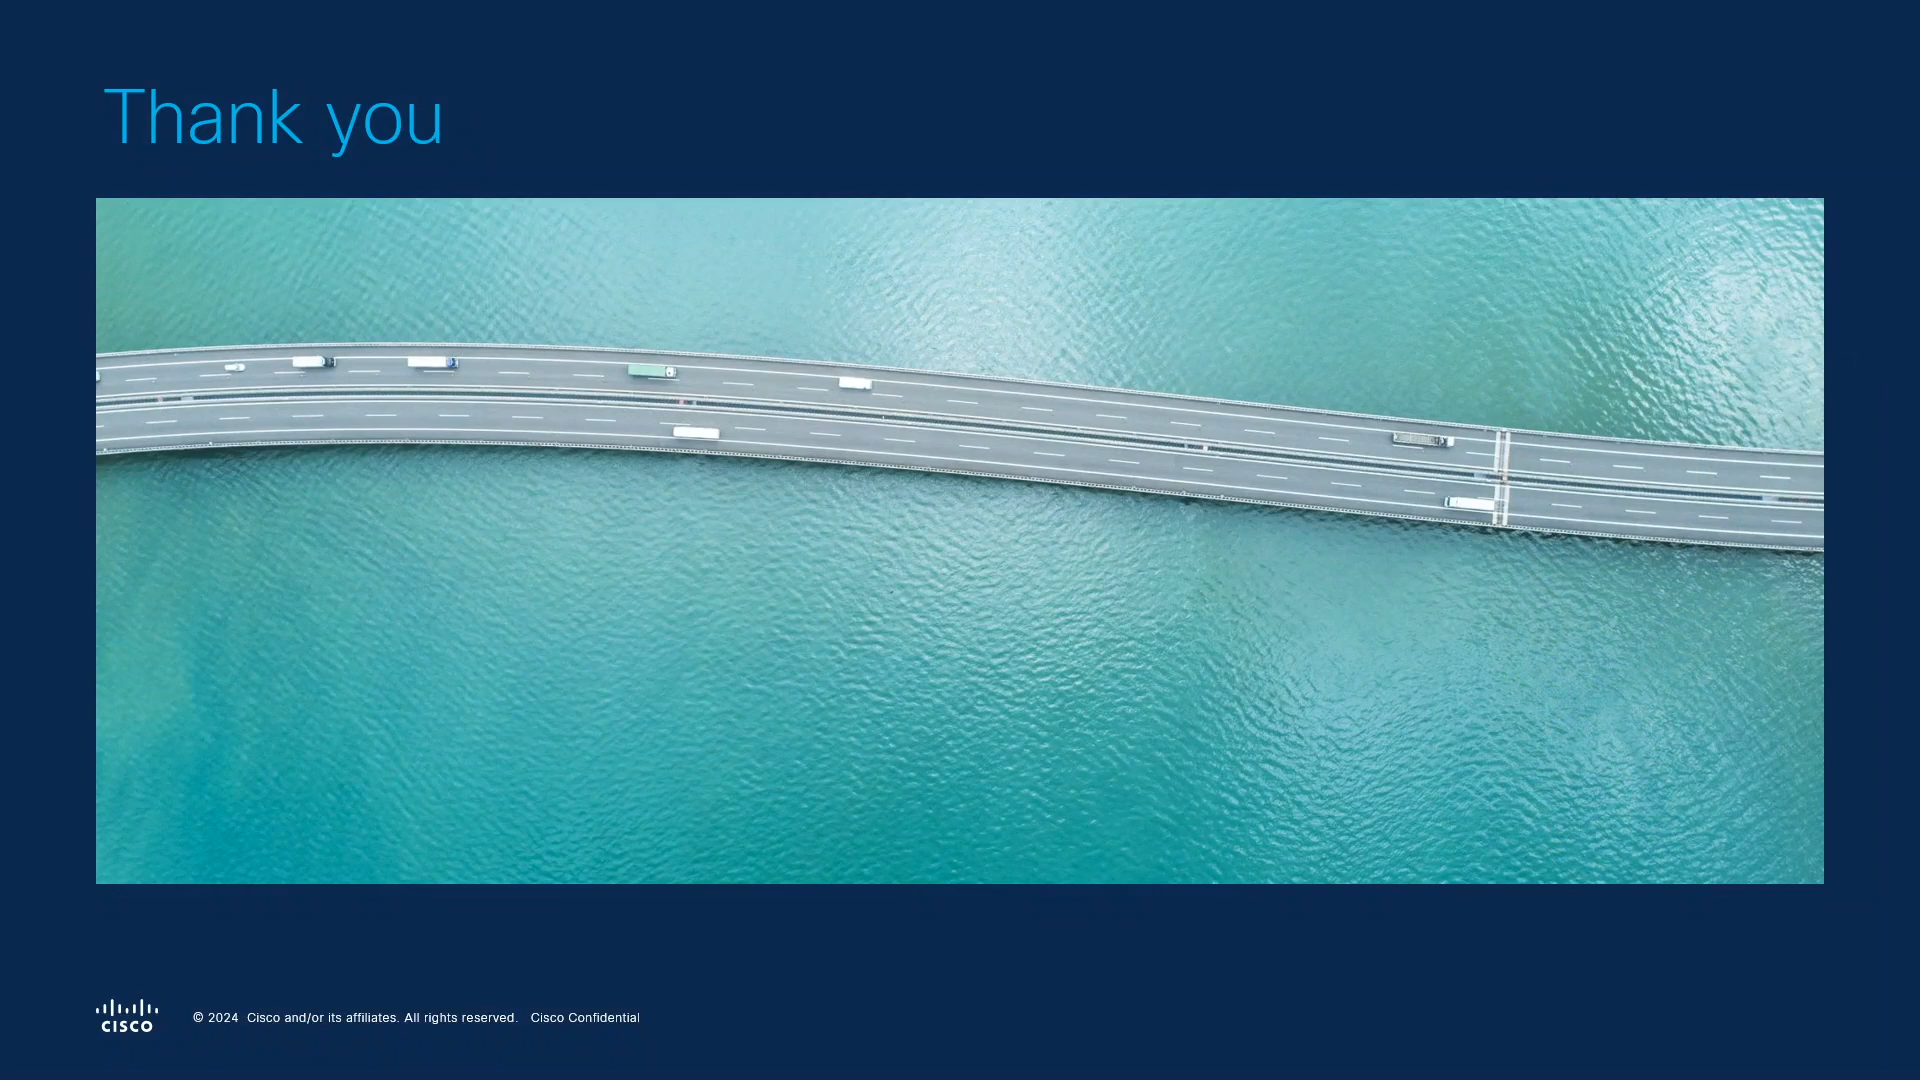 Thank you
CISCO
© 2024 Cisco and/or its affiliates. All rights reserved. Cisco Confidential